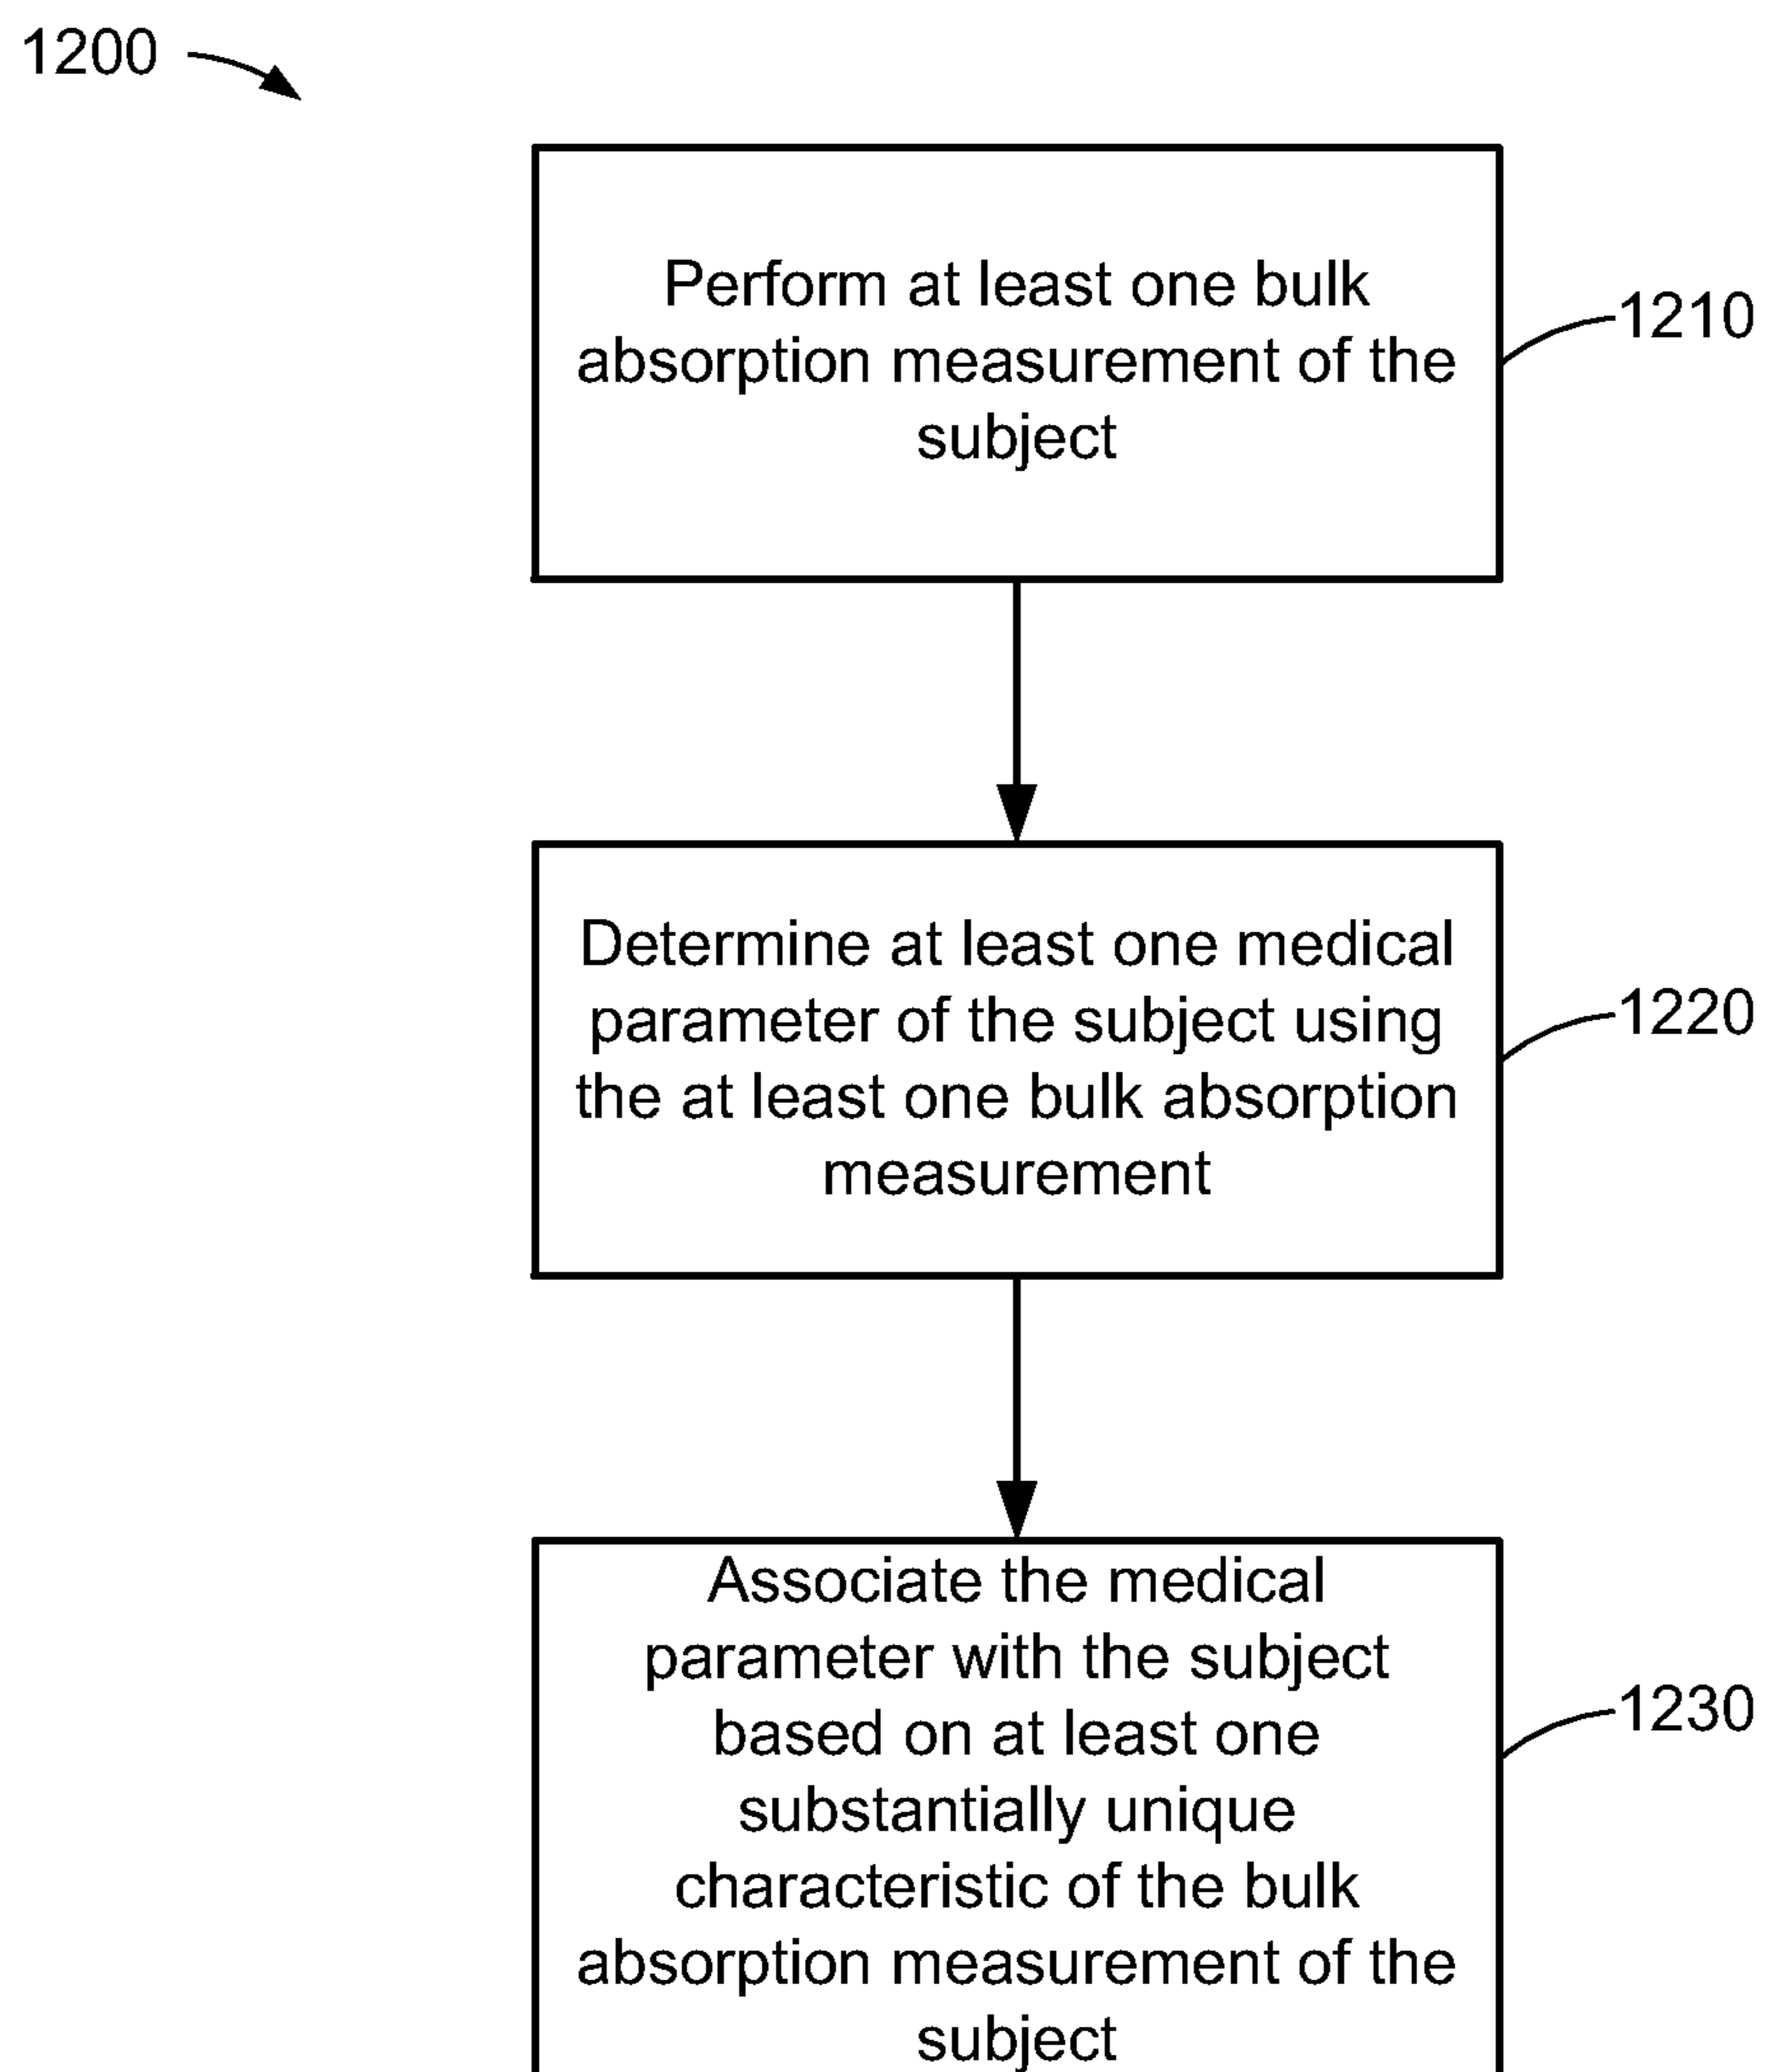 1200
Perform at least one bulk
absorption measurement of the
subject
1210
Determine at least one medical
parameter of the subject using
the at least one bulk absorption
measurement
1220
Associate the medical
parameter with the subject
based on at least one
substantially unique
characteristic of the bulk
absorption measurement of the
subject
1230